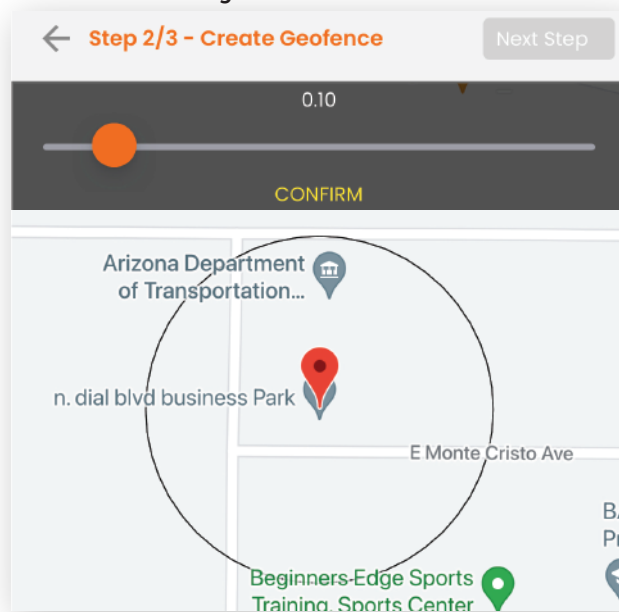 Step 2/3 - Create Geofence
Next Step
0.10
CONFIRM
Arizona Department
of Transportation...
n. dial blvd business Park
E Monte Cristo Ave
Beginners-Edge Sports
Training, Sports Center